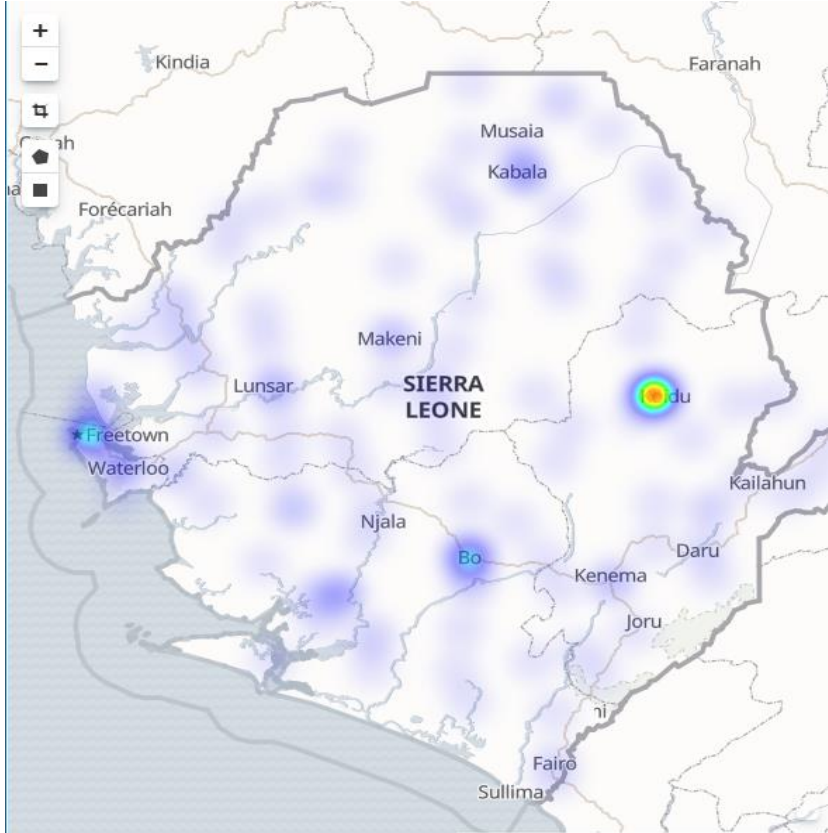 +
−
Kindia
Faranah
Musaia
Kabala
Forécariah
Makeni
Lunsar
SIERRA
LEONE
Freetown
Waterloo
Kailahun
Njala
Bo
Daru
Kenema
Joru
Fairo
Sullima